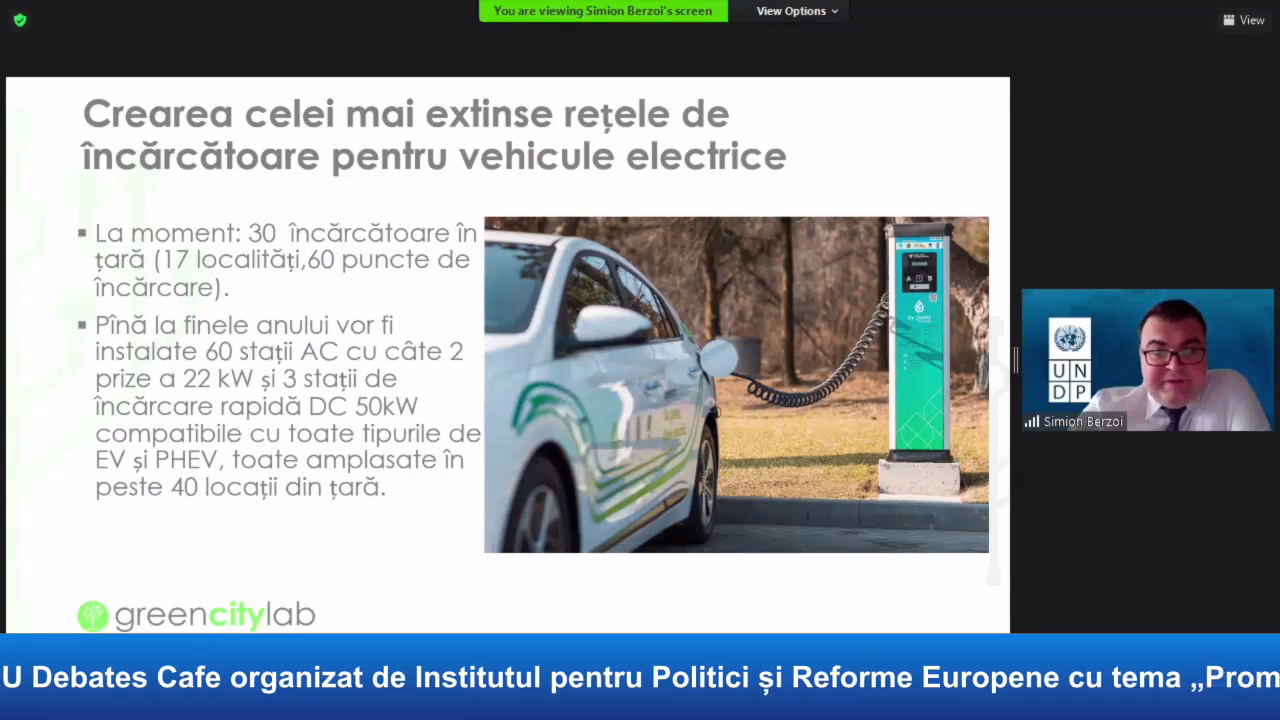 You are viewing Simion Berzoi's screen
View Options
View
Crearea celei mai extinse rețele de
încărcătoare pentru vehicule electrice
La moment: 30 încărcătoare în
țară (17 localități,60 puncte de
încărcare).
Pînă la finele anului vor fi
instalate 60 stații AC cu câte 2
prize a 22 kW și 3 stații de
încărcare rapidă DC 50kW
compatibile cu toate tipurile de
EV și PHEV, toate amplasate în
peste 40 locații din țară.
A B
ev point
U N
D P
Simion Berzoi
greencitylab
U Debates Cafe organizat de Institutul pentru Politici și Reforme Europene cu tema „Prom